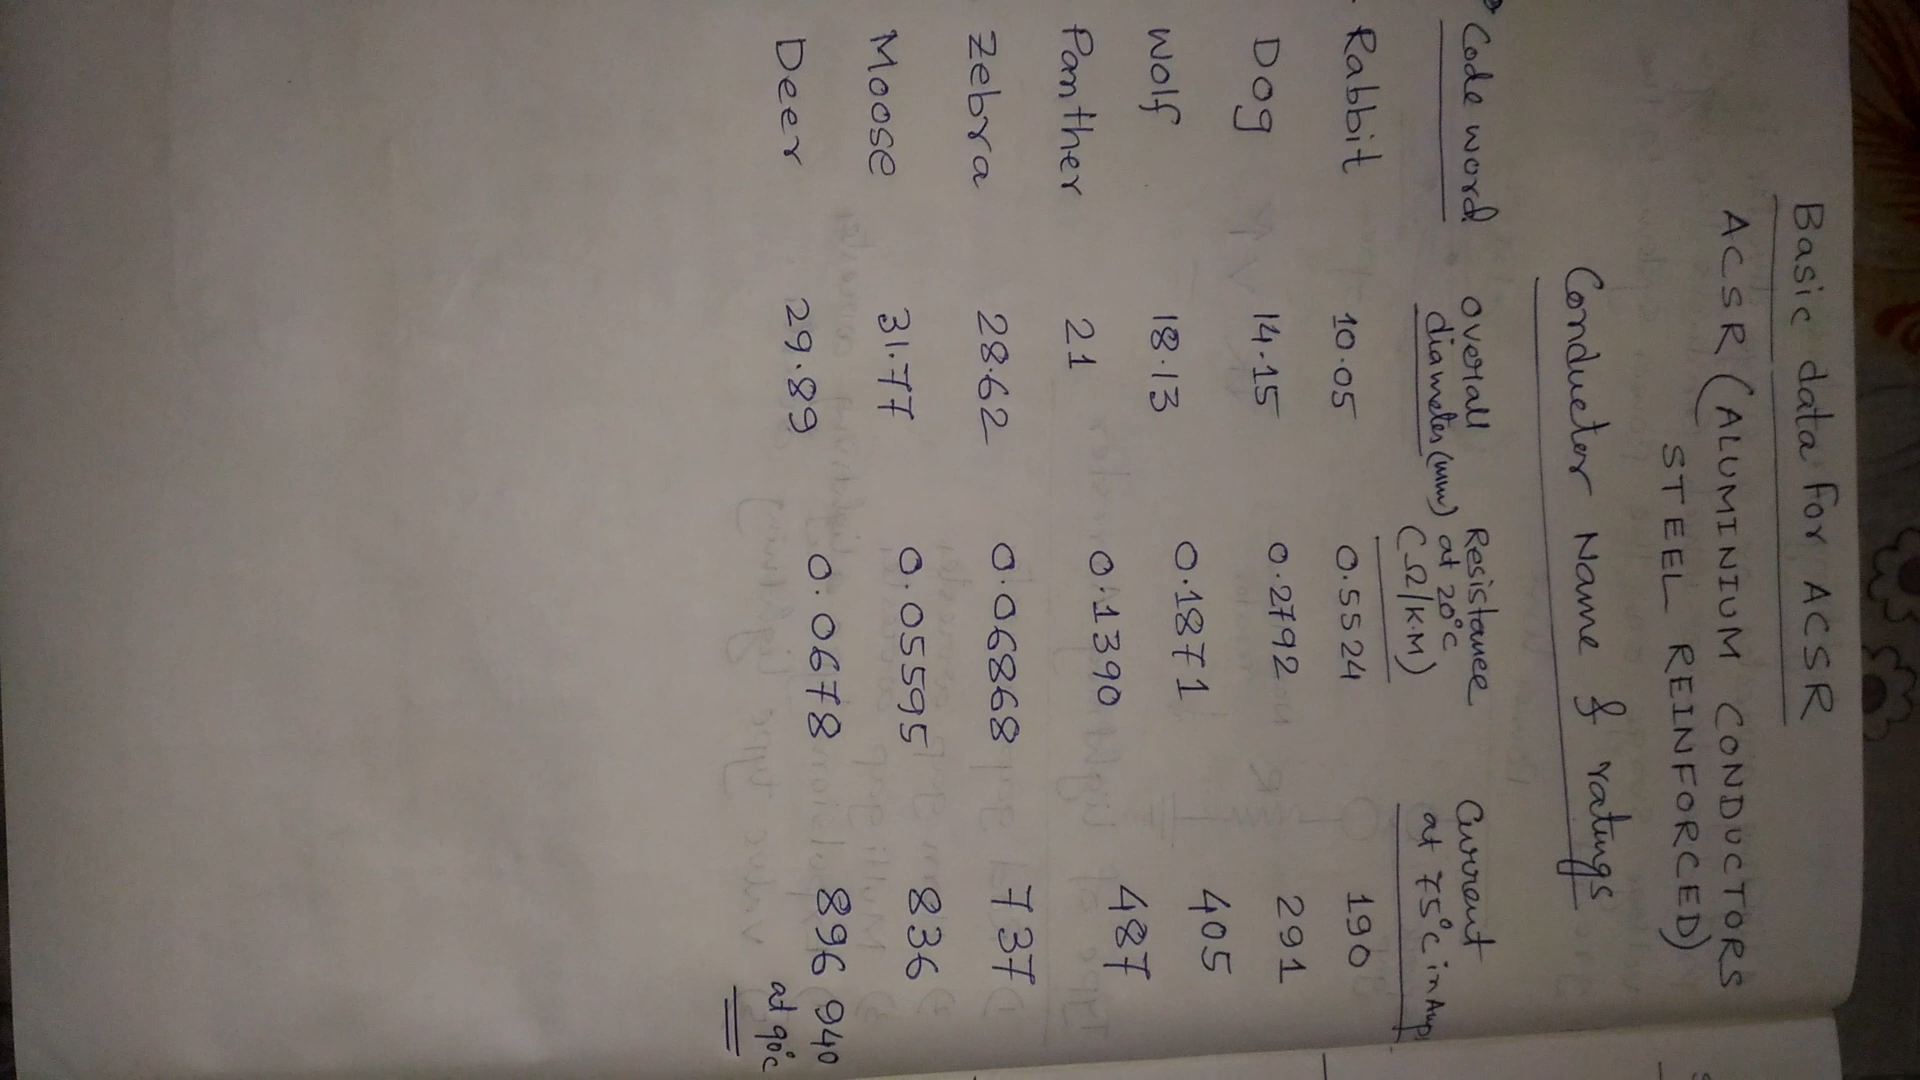 Basic data for ACSR
ACSR (ALUMINIUM CONDUCTORS
STEEL REINFORCED)
Conductor Name & ratings
Code word overall diameter (mm) Resistance at 20°C (Ω/K.M) Current at 75°C in Amp
Rabbit 10.05 0.5524 190
Dog 14.15 0.2792 291
Wolf 18.13 0.1871 405
Panther 21 0.1390 487
Zebra 28.62 0.06868 737
Moose 31.77 0.05595 836
Deer 29.89 0.0678 896 940
at 90°C